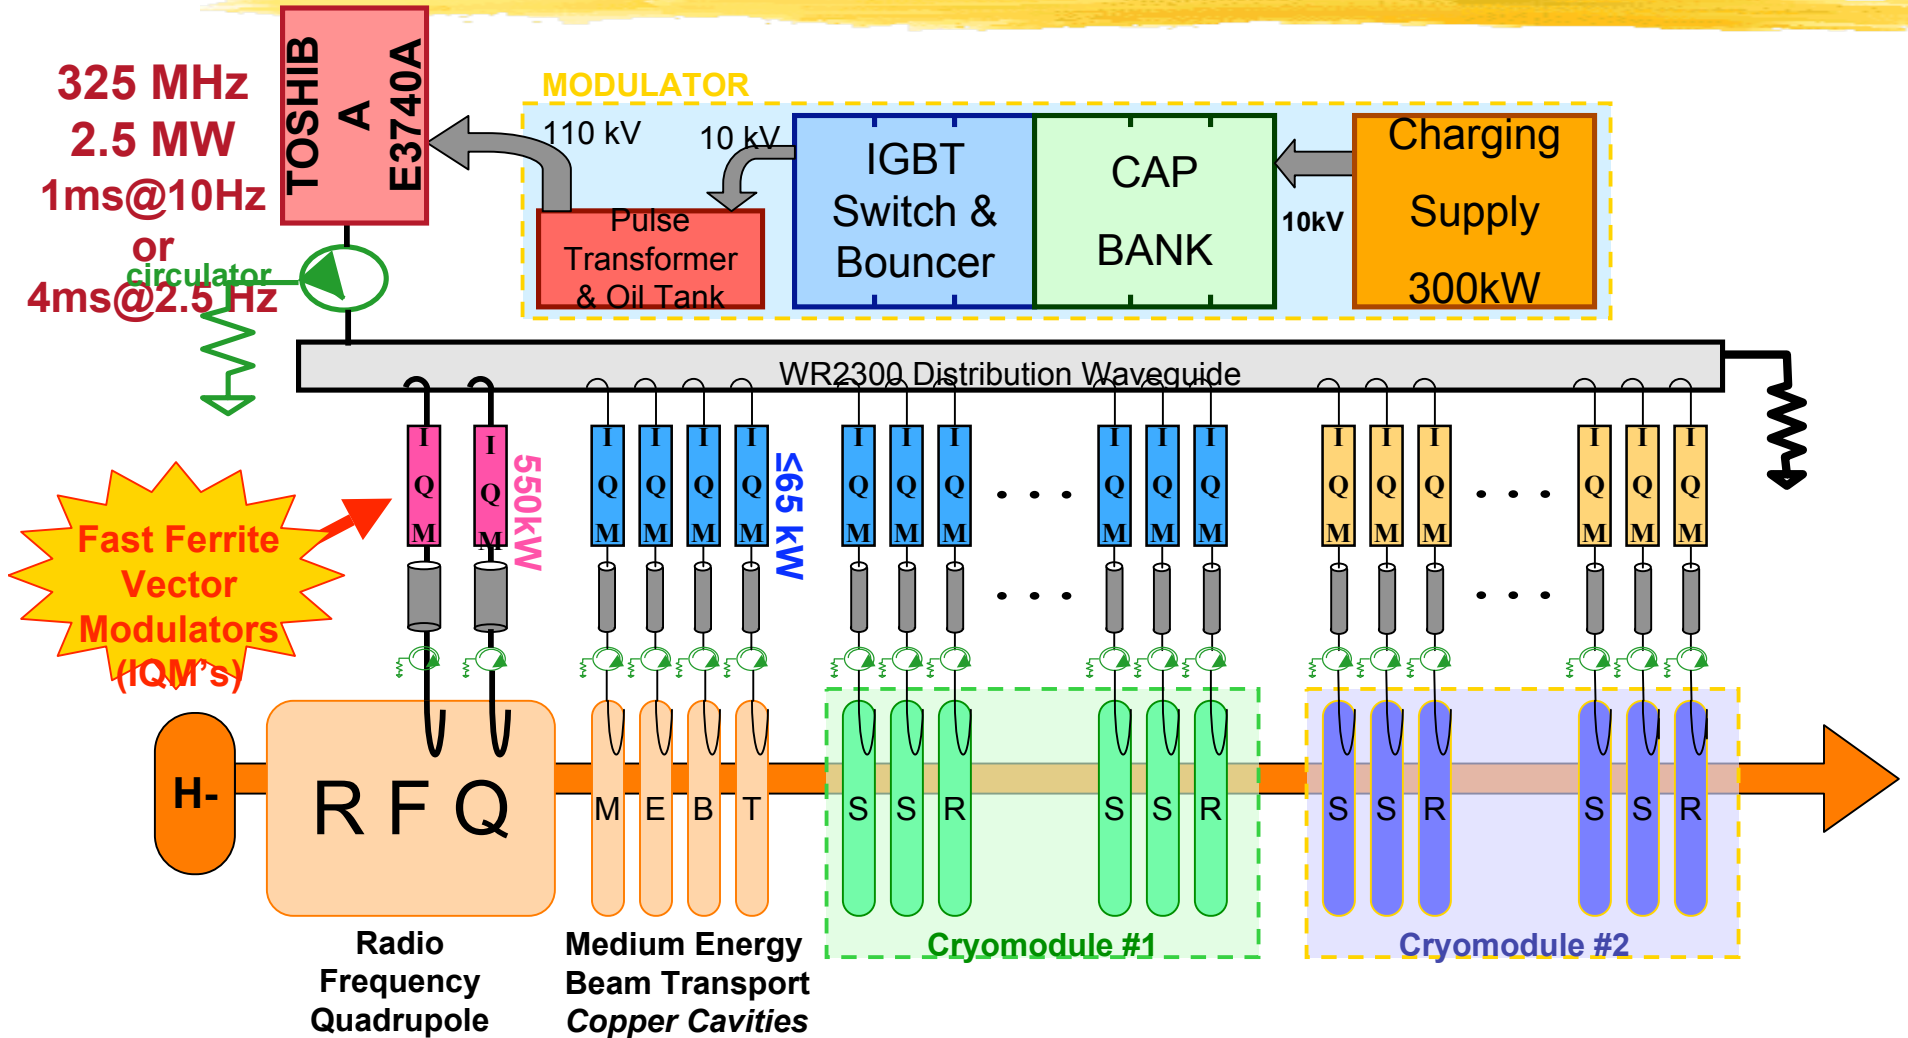 325 MHz
2.5 MW
1ms@10Hz
or
4ms@2.5 Hz
circulator
TOSHIB
A
E3740A
MODULATOR
110 kV
10 kV
Pulse
Transformer
& Oil Tank
IGBT
Switch &
Bouncer
CAP
BANK
10kV
Charging
Supply
300kW
WR2300 Distribution Waveguide
I Q M
I Q M
550kW
I Q M
I Q M
I Q M
I Q M
≤65 kW
I Q M
I Q M
I Q M
. . .
I Q M
I Q M
I Q M
I Q M
I Q M
I Q M
. . .
I Q M
I Q M
I Q M
. . .
. . .
Fast Ferrite
Vector
Modulators
(IQM's)
H-
R F Q
M E B T
S S R
S S R
S S R
S S R
Radio
Frequency
Quadrupole
Medium Energy
Beam Transport
Copper Cavities
Cryomodule #1
Cryomodule #2